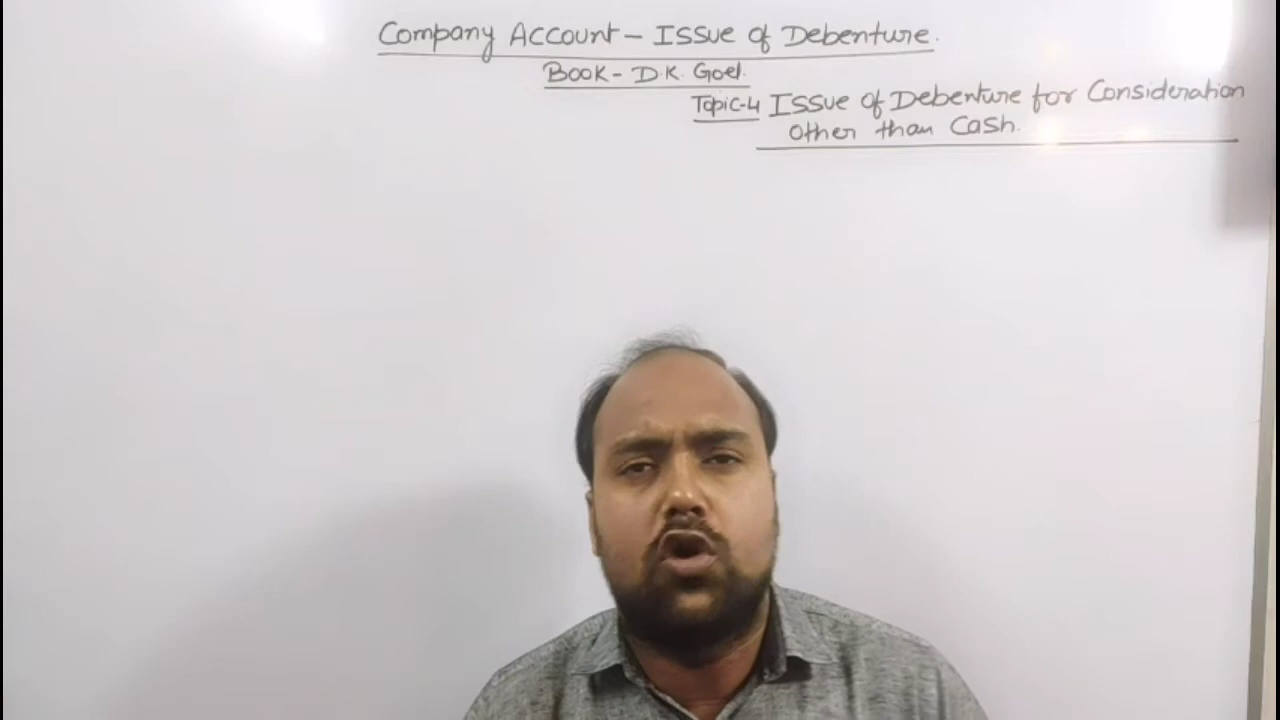 Company Account - Issue of Debenture.
Book - D.K. Goel.
Topic-4 Issue of Debenture for Consideration
Other than Cash.